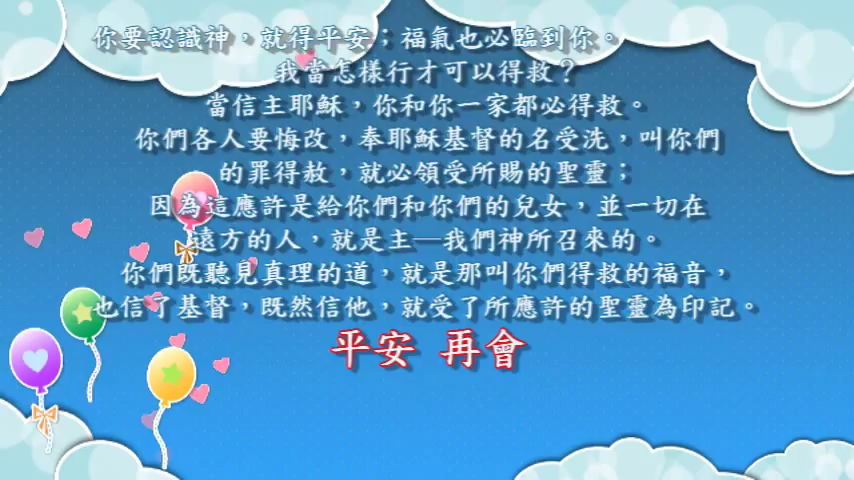 你要認識神，就得平安；福氣也必臨到你。
我當怎樣行才可以得救？
當信主耶穌，你和你一家都必得救。
你們各人要悔改，奉耶穌基督的名受洗，叫你們
的罪得赦，就必領受所賜的聖靈；
因為這應許是給你們和你們的兒女，並一切在
遠方的人，就是主─我們神所召來的。
你們既聽見真理的道，就是那叫你們得救的福音，
也信了基督，既然信他，就受了所應許的聖靈為印記。
平安 再會